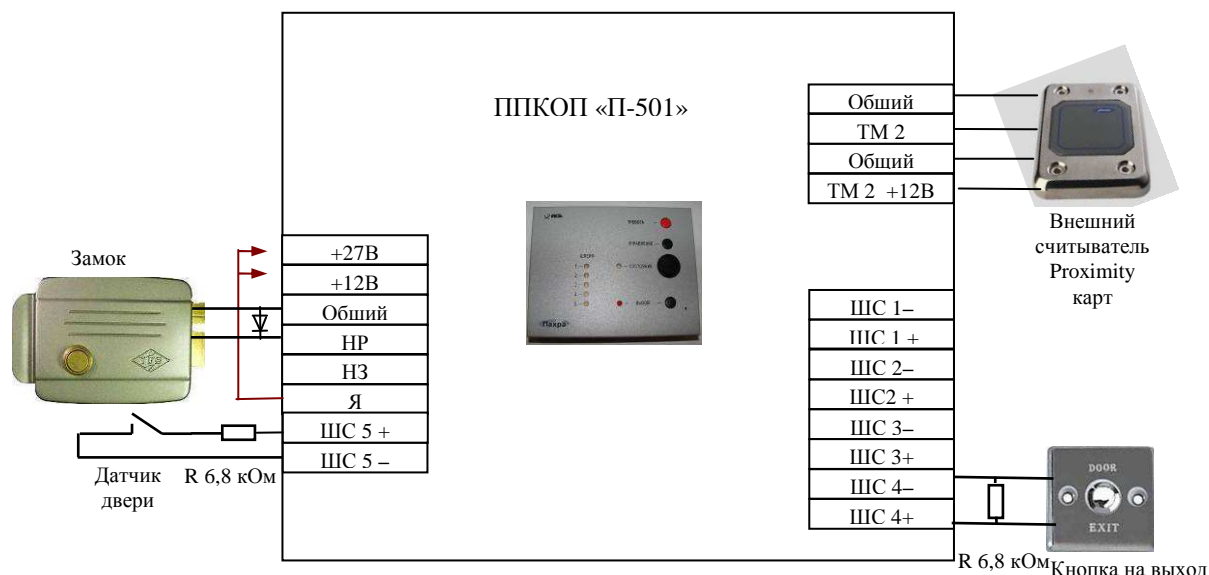 ППКОП «П-501»
Обший
ТМ 2
Общий
ТМ 2 +12В
Внешний
считыватель
Proximity
карт
Замок
+27В
+12В
Обший
НР
НЗ
Я
ШС 5 +
ШС 5 –
Датчик
двери
R 6,8 кОм
Пахра
ШС 1–
ШС 1 +
ШС 2–
ШС2 +
ШС 3–
ШС 3+
ШС 4–
ШС 4+
DOOR
EXIT
R 6,8 кОм
Кнопка на выход